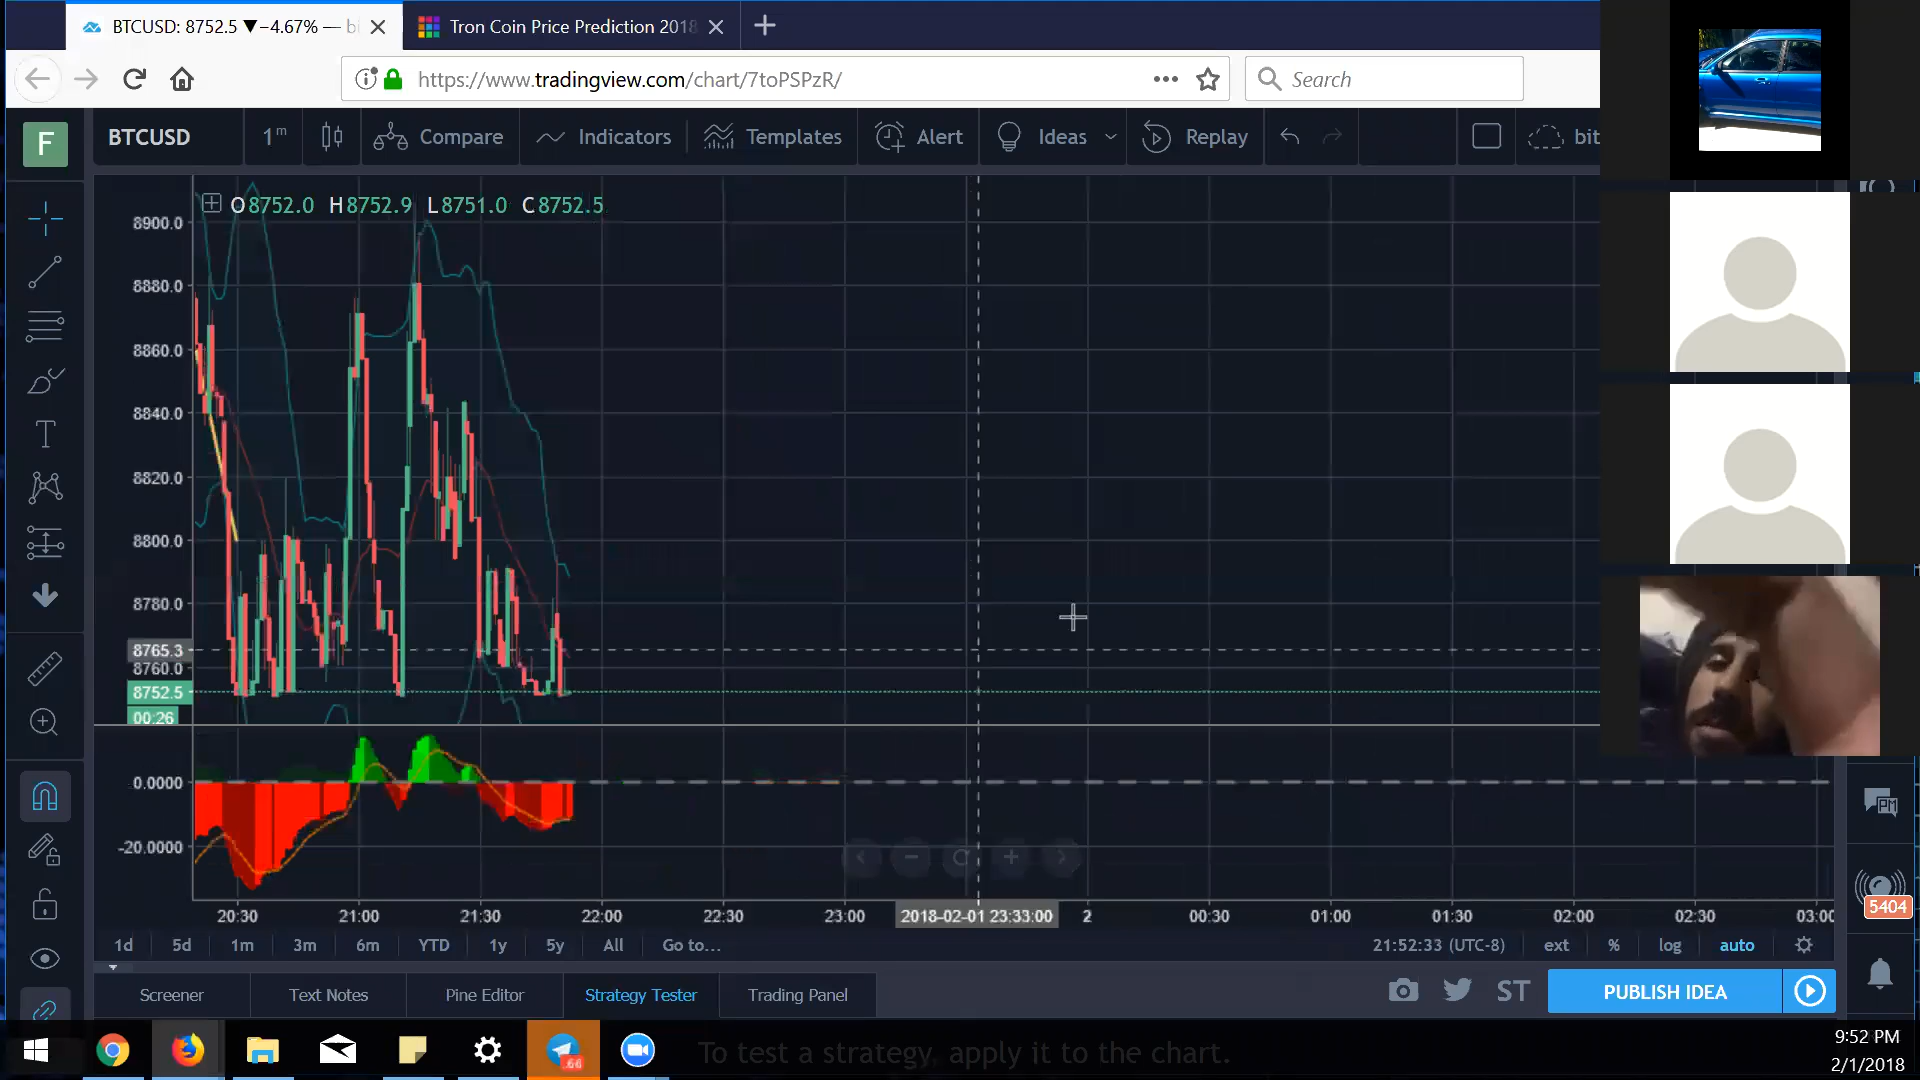 BTCUSD: 8752.5 ▼−4.67% — b
Tron Coin Price Prediction 2018
https://www.tradingview.com/chart/7toPSPzR/
Search
F
BTCUSD
1m
Compare
Indicators
Templates
Alert
Ideas
Replay
bit
O8752.0 H8752.9 L8751.0 C8752.5
8900.0
8880.0
8860.0
8840.0
8820.0
8800.0
8780.0
8765.3
8760.0
8752.5
00:26
0.0000
-20.0000
20:30 21:00 21:30 22:00 22:30 23:00 2018-02-01 23:33:00 2 00:30 01:00 01:30 02:00 02:30 03:00
1d 5d 1m 3m 6m YTD 1y 5y All Go to...
21:52:33 (UTC-8) ext % log auto
Screener Text Notes Pine Editor Strategy Tester Trading Panel
ST
PUBLISH IDEA
PM
5404
To test a strategy, apply it to the chart.
66
9:52 PM
2/1/2018